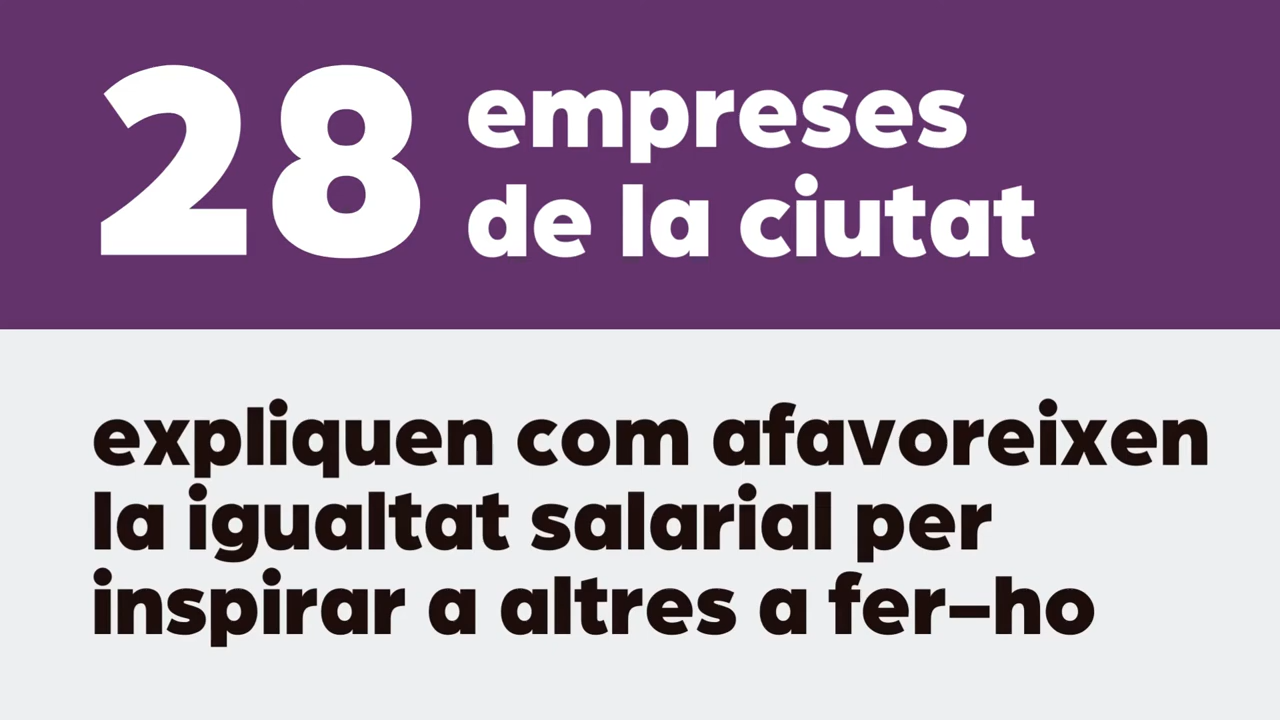 28 empreses
de la ciutat
expliquen com afavoreixen
la igualtat salarial per
inspirar a altres a fer-ho